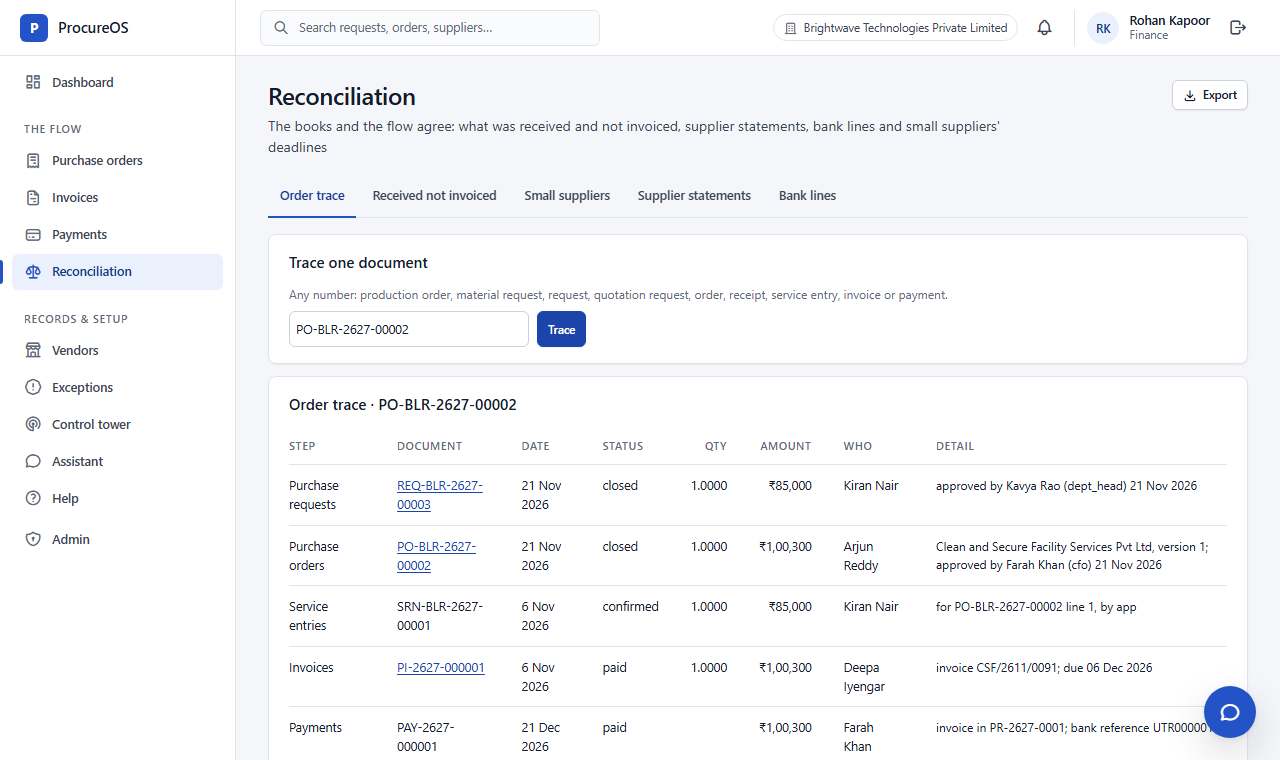 P ProcureOS
Search requests, orders, suppliers...
Brightwave Technologies Private Limited
RK
Rohan Kapoor
Finance
Dashboard
THE FLOW
Purchase orders
Invoices
Payments
Reconciliation
RECORDS & SETUP
Vendors
Exceptions
Control tower
Assistant
Help
Admin
Reconciliation
Export
The books and the flow agree: what was received and not invoiced, supplier statements, bank lines and small suppliers'
deadlines
Order trace Received not invoiced Small suppliers Supplier statements Bank lines
Trace one document
Any number: production order, material request, request, quotation request, order, receipt, service entry, invoice or payment.
PO-BLR-2627-00002 Trace
Order trace · PO-BLR-2627-00002
STEP DOCUMENT DATE STATUS QTY AMOUNT WHO DETAIL
Purchase REQ-BLR-2627- 21 Nov closed 1.0000 ₹85,000 Kiran Nair approved by Kavya Rao (dept_head) 21 Nov 2026
requests 00003 2026
Purchase PO-BLR-2627- 21 Nov closed 1.0000 ₹1,00,300 Arjun Clean and Secure Facility Services Pvt Ltd, version 1;
orders 00002 2026 Reddy approved by Farah Khan (cfo) 21 Nov 2026
Service SRN-BLR-2627- 6 Nov confirmed 1.0000 ₹85,000 Kiran Nair for PO-BLR-2627-00002 line 1, by app
entries 00001 2026
Invoices PI-2627-000001 6 Nov paid 1.0000 ₹1,00,300 Deepa invoice CSF/2611/0091; due 06 Dec 2026
2026 Iyengar
Payments PAY-2627- 21 Dec paid ₹1,00,300 Farah invoice in PR-2627-0001; bank reference
000001 2026 Khan